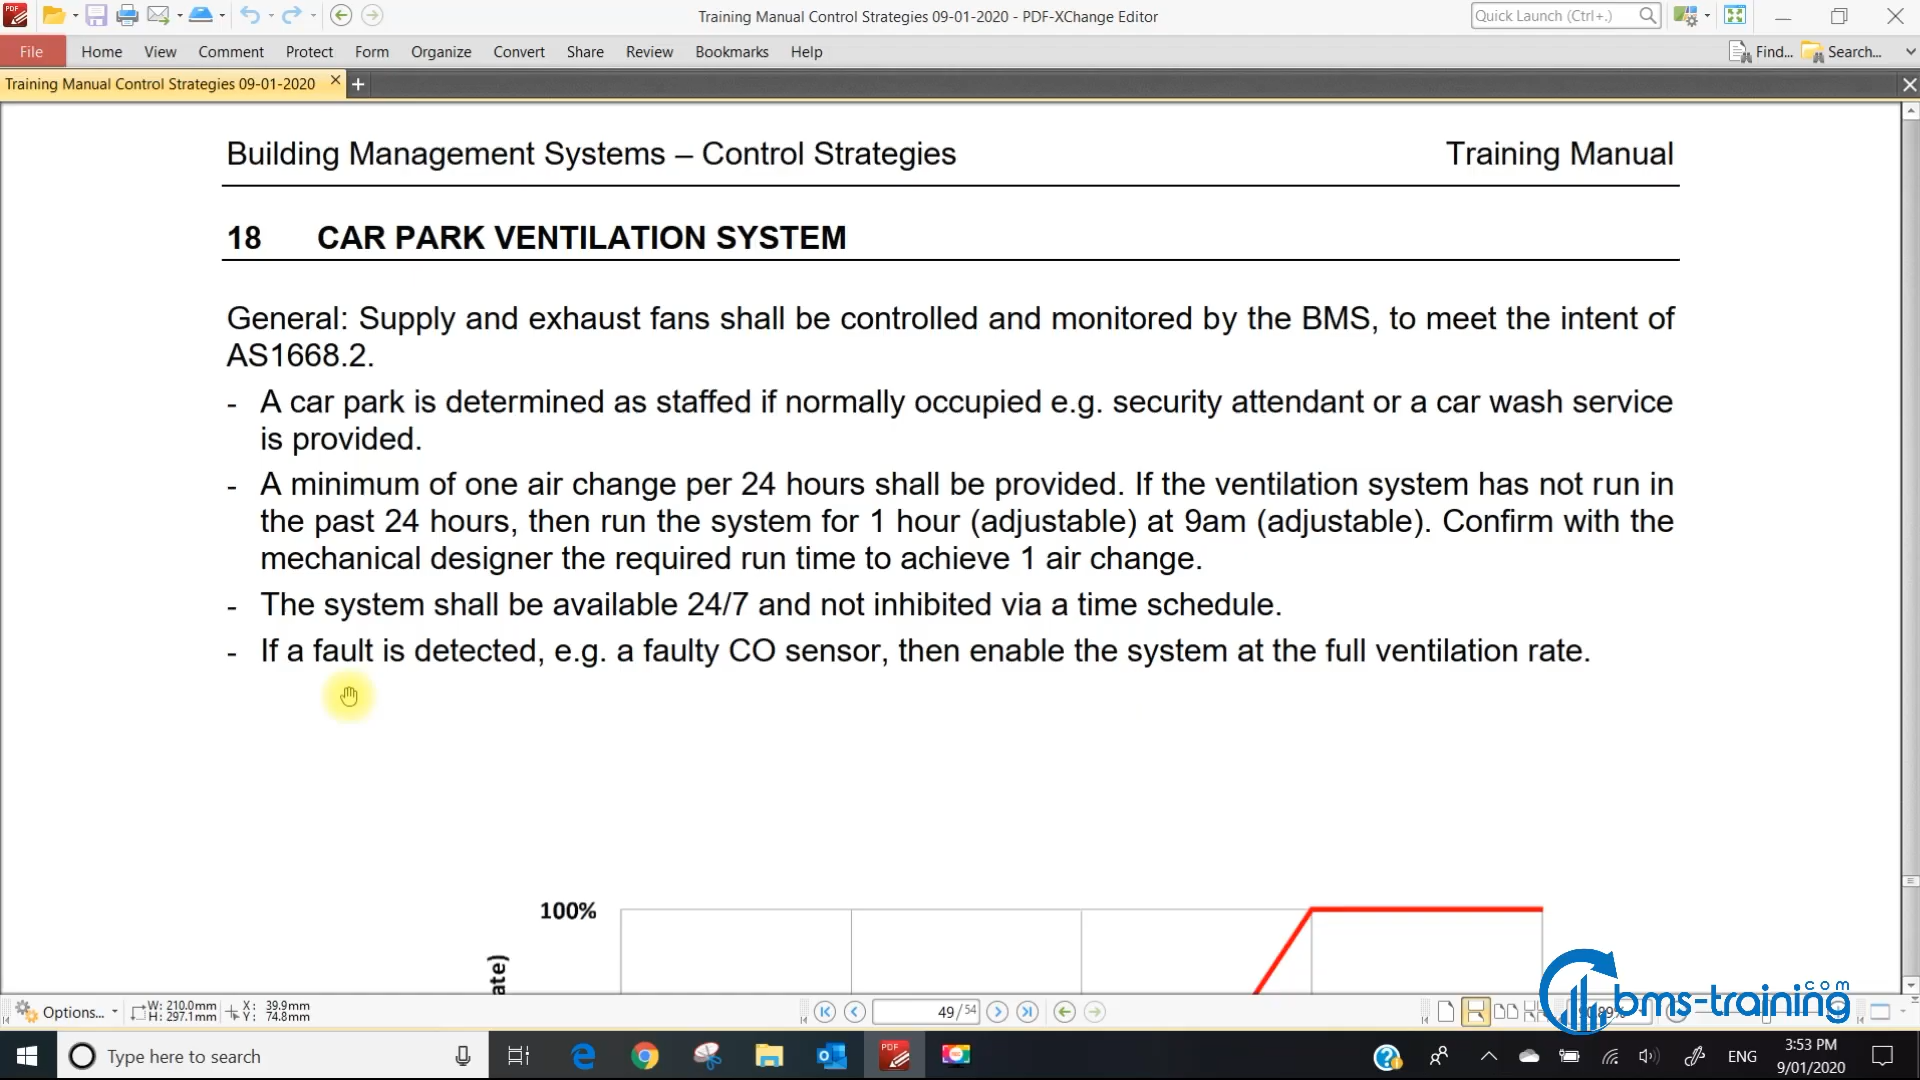 Training Manual Control Strategies 09-01-2020 - PDF-XChange Editor
Quick Launch (Ctrl+.)
File Home View Comment Protect Form Organize Convert Share Review Bookmarks Help
Find... Search...
Training Manual Control Strategies 09-01-2020
Building Management Systems – Control Strategies Training Manual
18 CAR PARK VENTILATION SYSTEM
General: Supply and exhaust fans shall be controlled and monitored by the BMS, to meet the intent of
AS1668.2.
- A car park is determined as staffed if normally occupied e.g. security attendant or a car wash service
is provided.
- A minimum of one air change per 24 hours shall be provided. If the ventilation system has not run in
the past 24 hours, then run the system for 1 hour (adjustable) at 9am (adjustable). Confirm with the
mechanical designer the required run time to achieve 1 air change.
- The system shall be available 24/7 and not inhibited via a time schedule.
- If a fault is detected, e.g. a faulty CO sensor, then enable the system at the full ventilation rate.
100%
ate)
Options...
W: 210.0mm
H: 297.1mm
X: 39.9mm
Y: 74.8mm
49 / 54
bms-training
.com
Type here to search
PDF
ENG
3:53 PM
9/01/2020